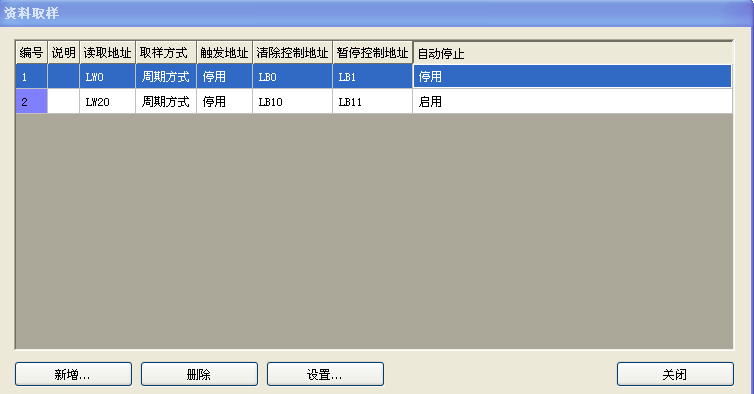 资料取样
编号 说明 读取地址 取样方式 触发地址 清除控制地址 暂停控制地址 自动停止
1 LW0 周期方式 停用 LB0 LB1 停用
2 LW20 周期方式 停用 LB10 LB11 启用
新增... 删除 设置... 关闭